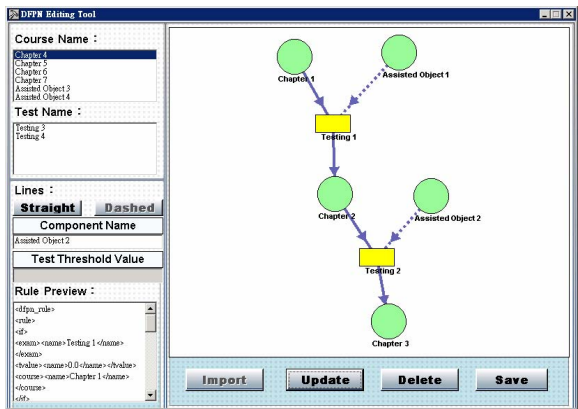 DFPN Editing Tool
Course Name :
Chapter 4
Chapter 5
Chapter 6
Chapter 7
Assisted Object 3
Assisted Object 4
Test Name :
Testing 3
Testing 4
Lines :
Straight Dashed
Component Name
Assisted Object 2
Test Threshold Value
Rule Preview :
<dfpn_rule>
<rule>
<if>
<exam><name>Testing 1</name>
</exam>
<tvalue><name>0.0</name></tvalue>
<course><name>Chapter 1</name>
</course>
</if>
Chapter 1
Assisted Object 1
Testing 1
Chapter 2
Assisted Object 2
Testing 2
Chapter 3
Import Update Delete Save